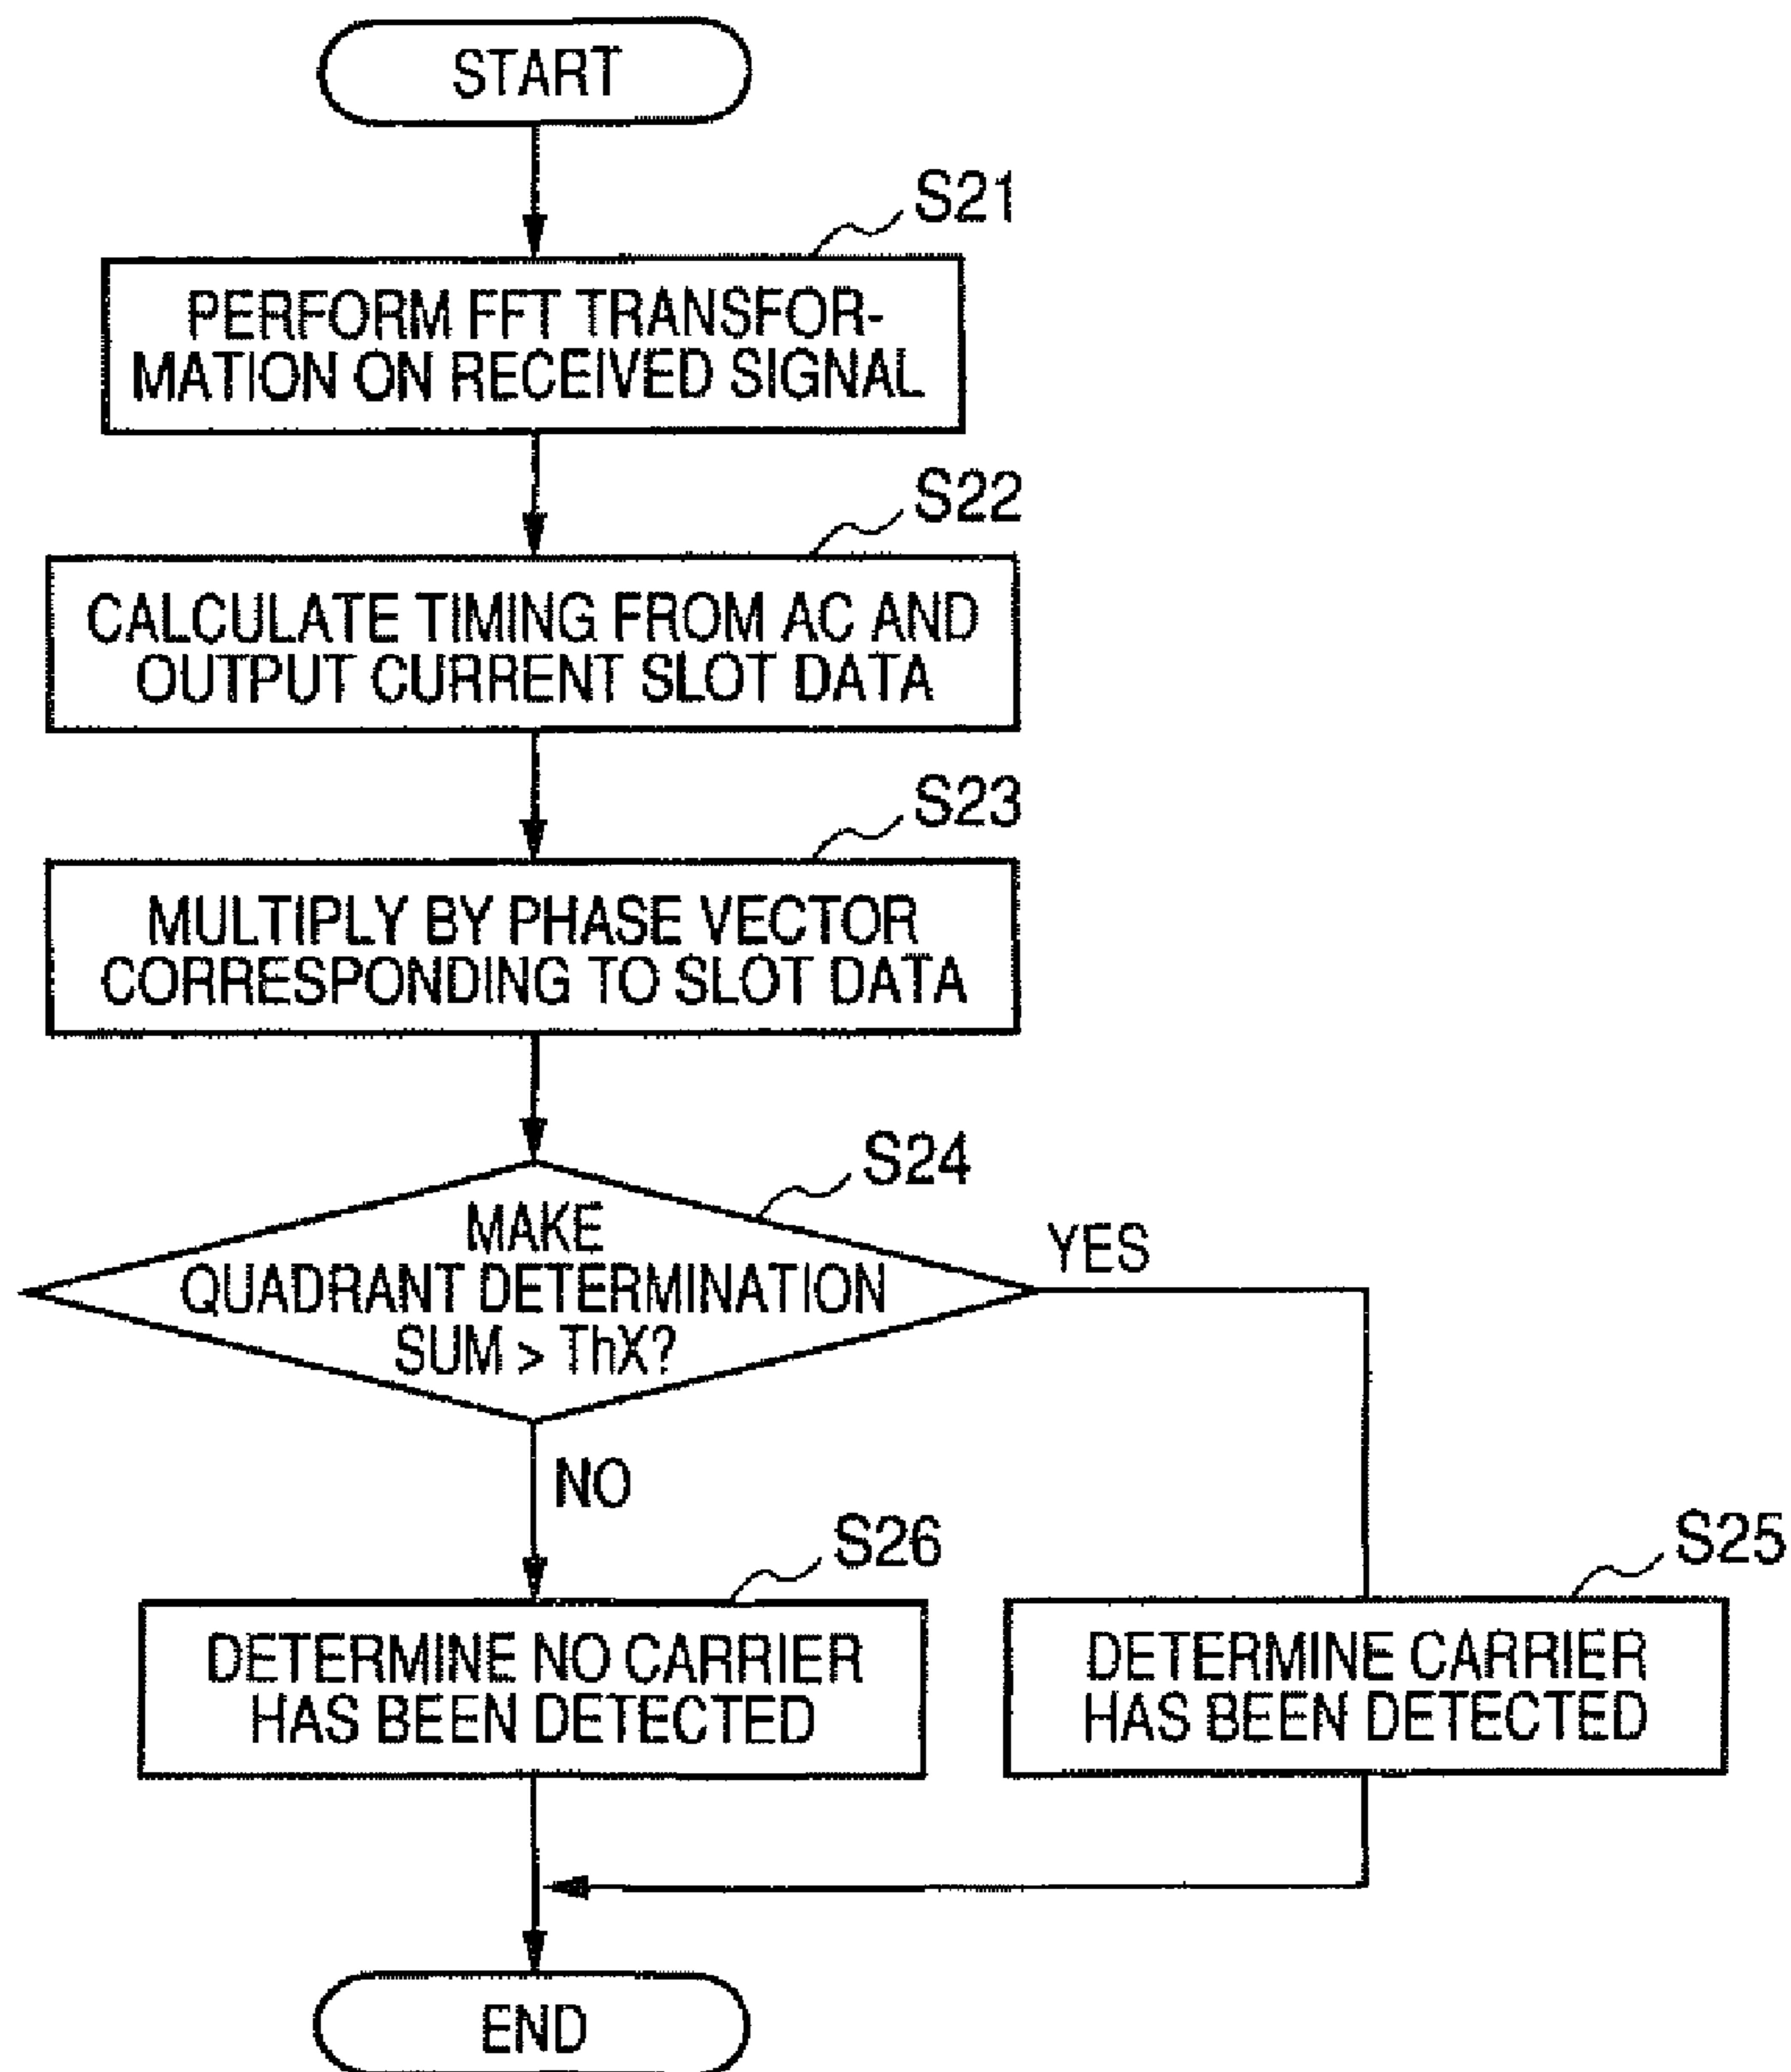 START
S21
PERFORM FFT TRANSFOR-
MATION ON RECEIVED SIGNAL
S22
CALCULATE TIMING FROM AC AND
OUTPUT CURRENT SLOT DATA
S23
MULTIPLY BY PHASE VECTOR
CORRESPONDING TO SLOT DATA
S24
MAKE
QUADRANT DETERMINATION
SUM > ThX?
YES
NO
S26
DETERMINE NO CARRIER
HAS BEEN DETECTED
S25
DETERMINE CARRIER
HAS BEEN DETECTED
END